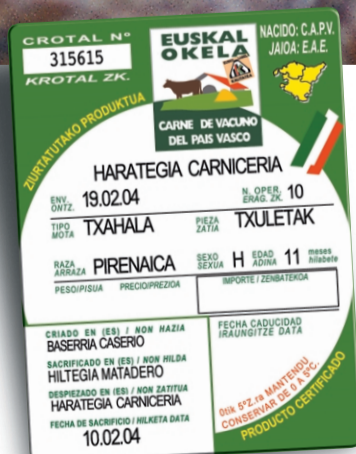 CROTAL Nº
315615
KROTAL ZK.
EUSKAL
OKELA
NACIDO: C.A.P.V.
JAIOA: E.A.E.
ZIURTATUTAKO PRODUKTUA
CARNE DE VACUNO
DEL PAIS VASCO
HARATEGIA CARNICERIA
ENV.
ONTZ. 19.02.04
N. OPER.
ERAG. ZK. 10
TIPO
MOTA TXAHALA
PIEZA
ZATIA TXULETAK
RAZA
ARRAZA PIRENAICA
SEXO
SEXUA H
EDAD
ADINA 11 meses
hilabete
PESO/PISUA PRECIO/PREZIOA
IMPORTE / ZENBATEKOA
CRIADO EN (ES) / NON HAZIA
BASERRIA CASERIO
SACRIFICADO EN (ES) / NON HILDA
HILTEGIA MATADERO
DESPIEZADO EN (ES) / NON ZATITUA
HARATEGIA CARNICERIA
FECHA DE SACRIFICIO / HILKETA DATA
10.02.04
FECHA CADUCIDAD
IRAUNGITZE DATA
0tik 5ºZ.ra MANTENDU
CONSERVAR DE 0 A 5ºC.
PRODUCTO CERTIFICADO